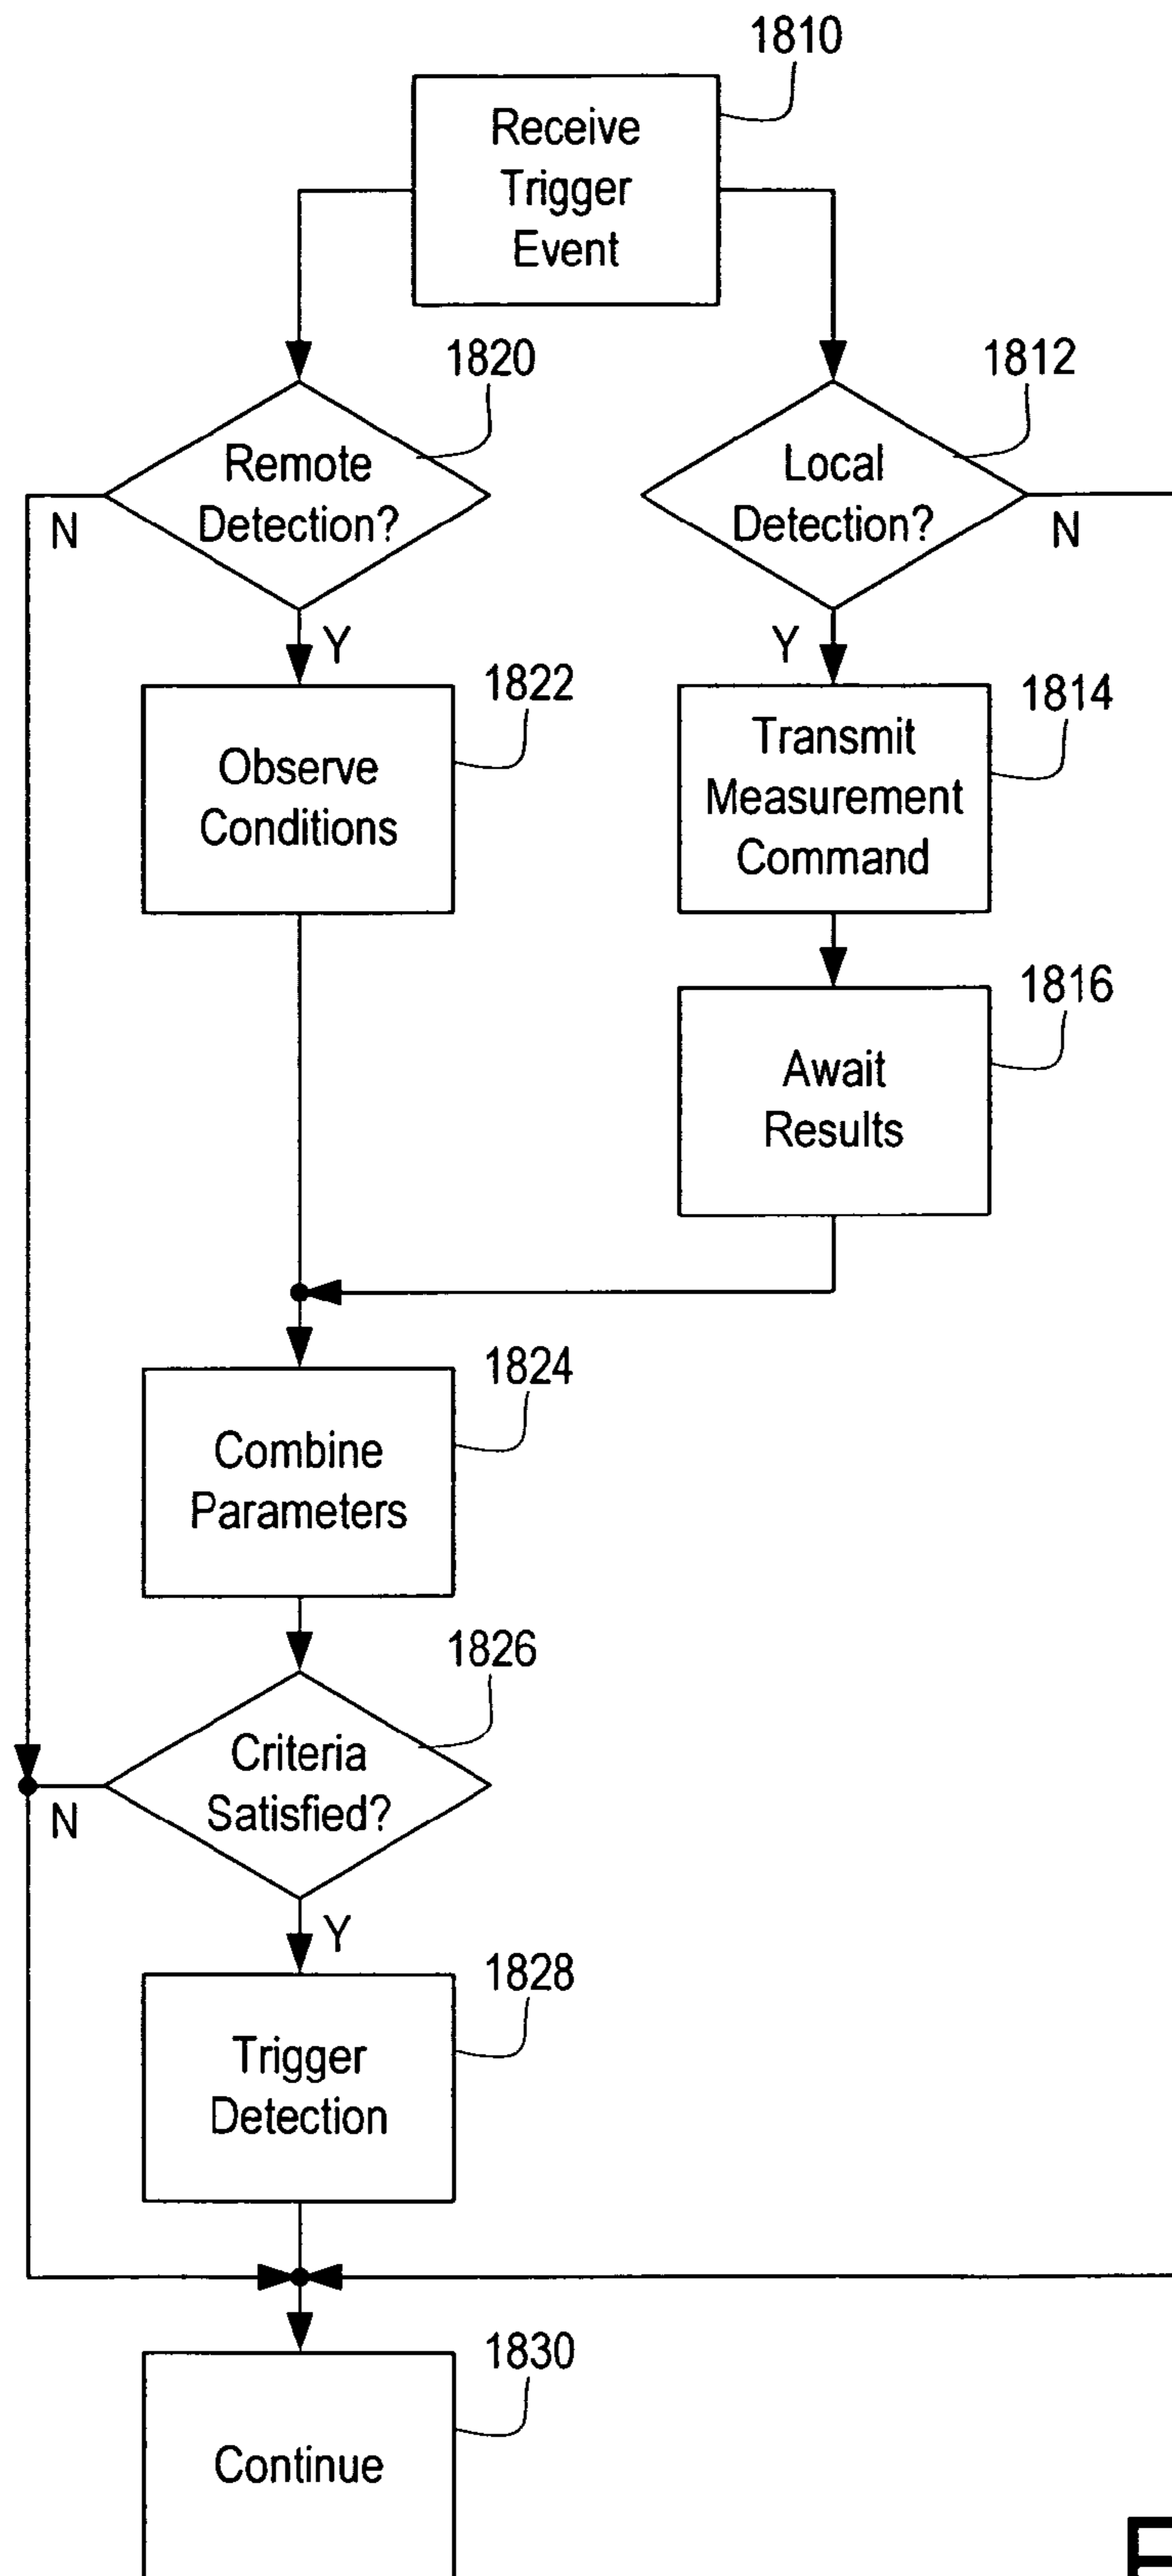 1810
Receive
Trigger
Event
1820
1812
Remote
Detection?
Local
Detection?
N
N
Y
Y
1822
1814
Observe
Conditions
Transmit
Measurement
Command
1816
Await
Results
1824
Combine
Parameters
1826
Criteria
Satisfied?
N
Y
1828
Trigger
Detection
1830
Continue